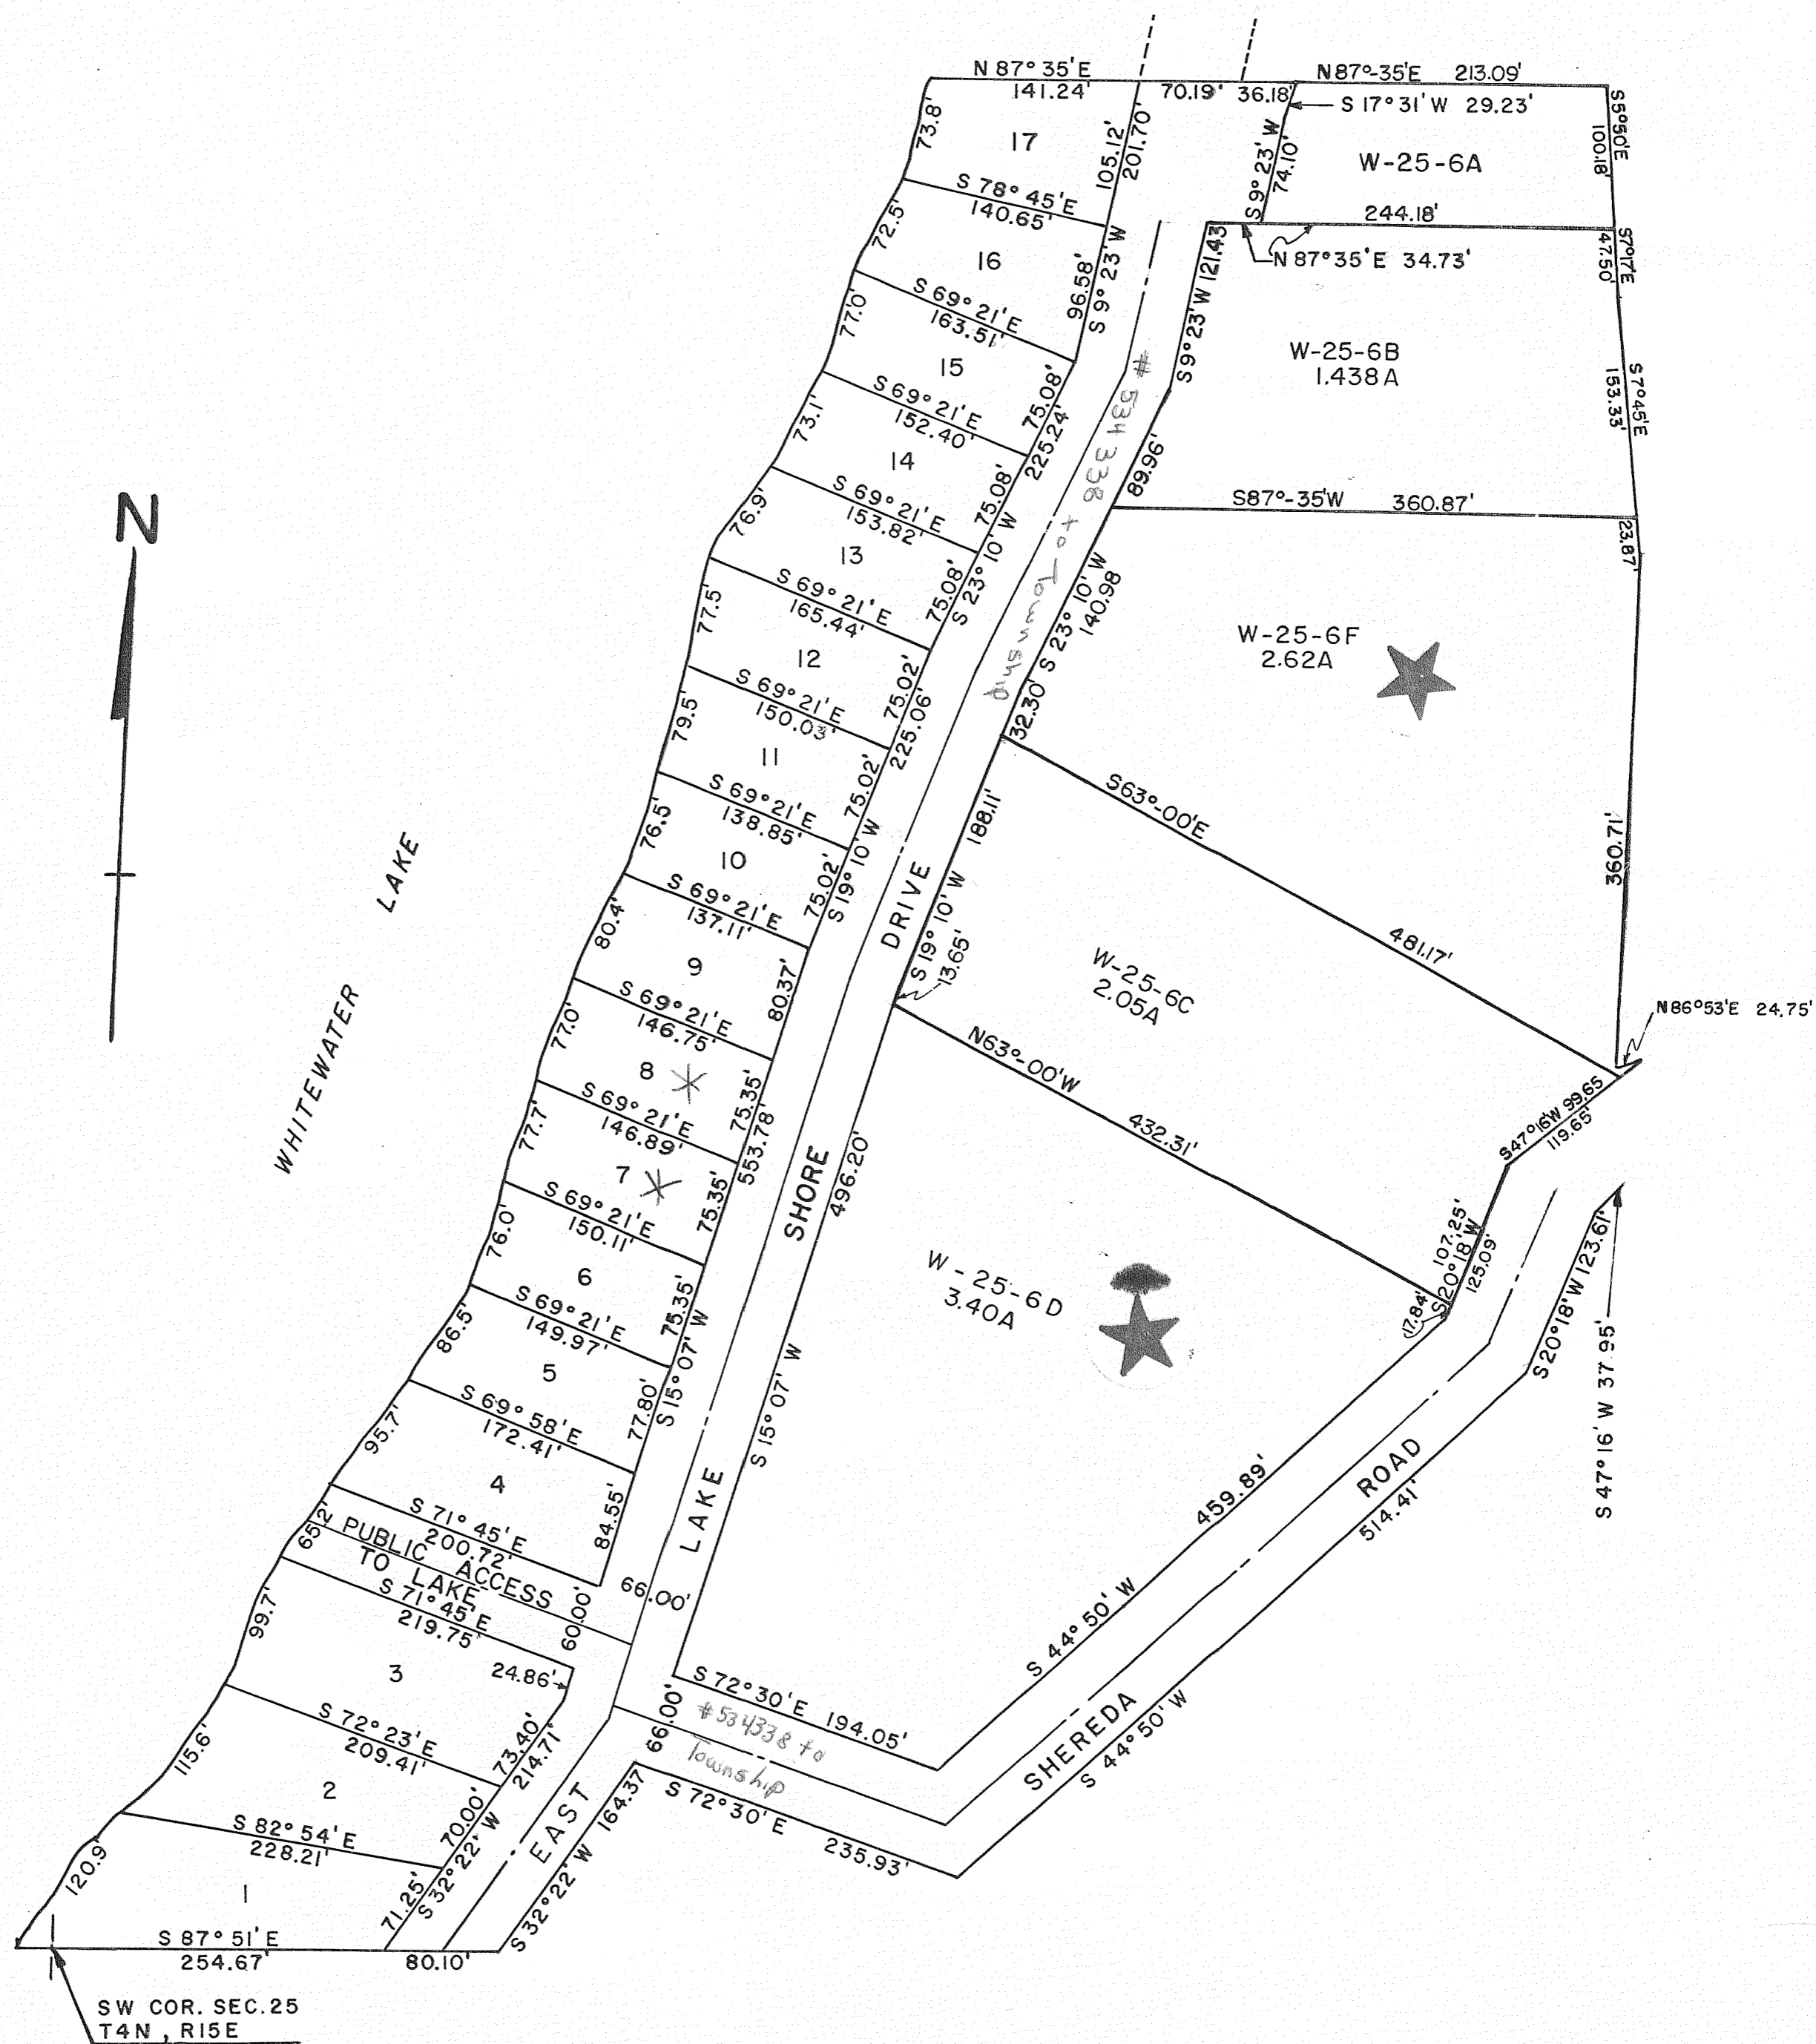 N 87° 35' E
141.24'
70.19'
36.18'
N 87°-35'E 213.09'
S 17° 31' W 29.23'
S 5°50'E
100.18'
73.8'
17
105.12'
201.70'
S 9° 23' W
74.10'
W-25-6A
S 78° 45' E
140.65'
244.18'
N 87° 35' E 34.73'
S 7°17'E
47.50'
72.5'
16
96.58'
S 9° 23' W
S 9° 23' W 121.43
S 69° 21' E
163.51'
77.0'
15
W-25-6B
1.438 A
S 7°45'E
153.33'
75.08'
225.24'
# 534 338 to Township
S 69° 21' E
152.40'
73.1'
14
89.96'
75.08'
S 69° 21' E
153.82'
S87°-35'W 360.87'
N
76.9'
13
S 23° 10' W
75.08'
23.87'
S 69° 21' E
165.44'
S 23° 10' W
140.98
77.5'
12
W-25-6F
2.62A
75.02'
225.06'
32.30'
S 69° 21' E
150.03'
79.5'
11
75.02'
S 69° 21' E
138.85'
188.11'
S63°-00'E
481.17'
360.71'
76.5'
10
75.02'
S 19° 10' W
S 69° 21' E
137.11'
S 19° 10' W
13.65'
80.4'
9
80.37'
W-25-6C
2.05A
N 86°53'E 24.75'
S 69° 21' E
146.75'
WHITEWATER LAKE
77.0'
8
75.35'
553.78'
N63°-00'W
432.31'
S47°16'W 99.65
119.65'
S 69° 21' E
146.89'
77.7'
7
75.35'
496.20'
S 69° 21' E
150.11'
76.0'
6
75.35'
S 15° 07' W
107.25'
S 20° 18' W
125.09'
17.84'
S 20° 18' W 123.61'
S 47° 16' W 37.95'
W - 25-6D
3.40A
S 69° 21' E
149.97'
86.5'
5
77.80'
S 15° 07' W
S 69° 58' E
172.41'
95.7'
4
84.55'
459.89'
ROAD
514.41'
S 71° 45' E
200.72'
65.2'
PUBLIC ACCESS
TO LAKE
S 71° 45' E
219.75'
60.00'
66.00'
EAST LAKE SHORE DRIVE
99.7'
3
24.86'
S 72° 30' E 194.05'
S 44° 50' W
66.00'
#534338 to
Township
SHEREDA
S 44° 50' W
S 72° 23' E
209.41'
73.40'
214.71'
115.6'
2
70.00'
S 32° 22' W
S 72° 30' E 235.93'
S 82° 54' E
228.21'
120.9'
1
71.25'
S 32° 22' W 164.37
S 87° 51' E
254.67'
80.10'
SW COR. SEC. 25
T4N , R15E